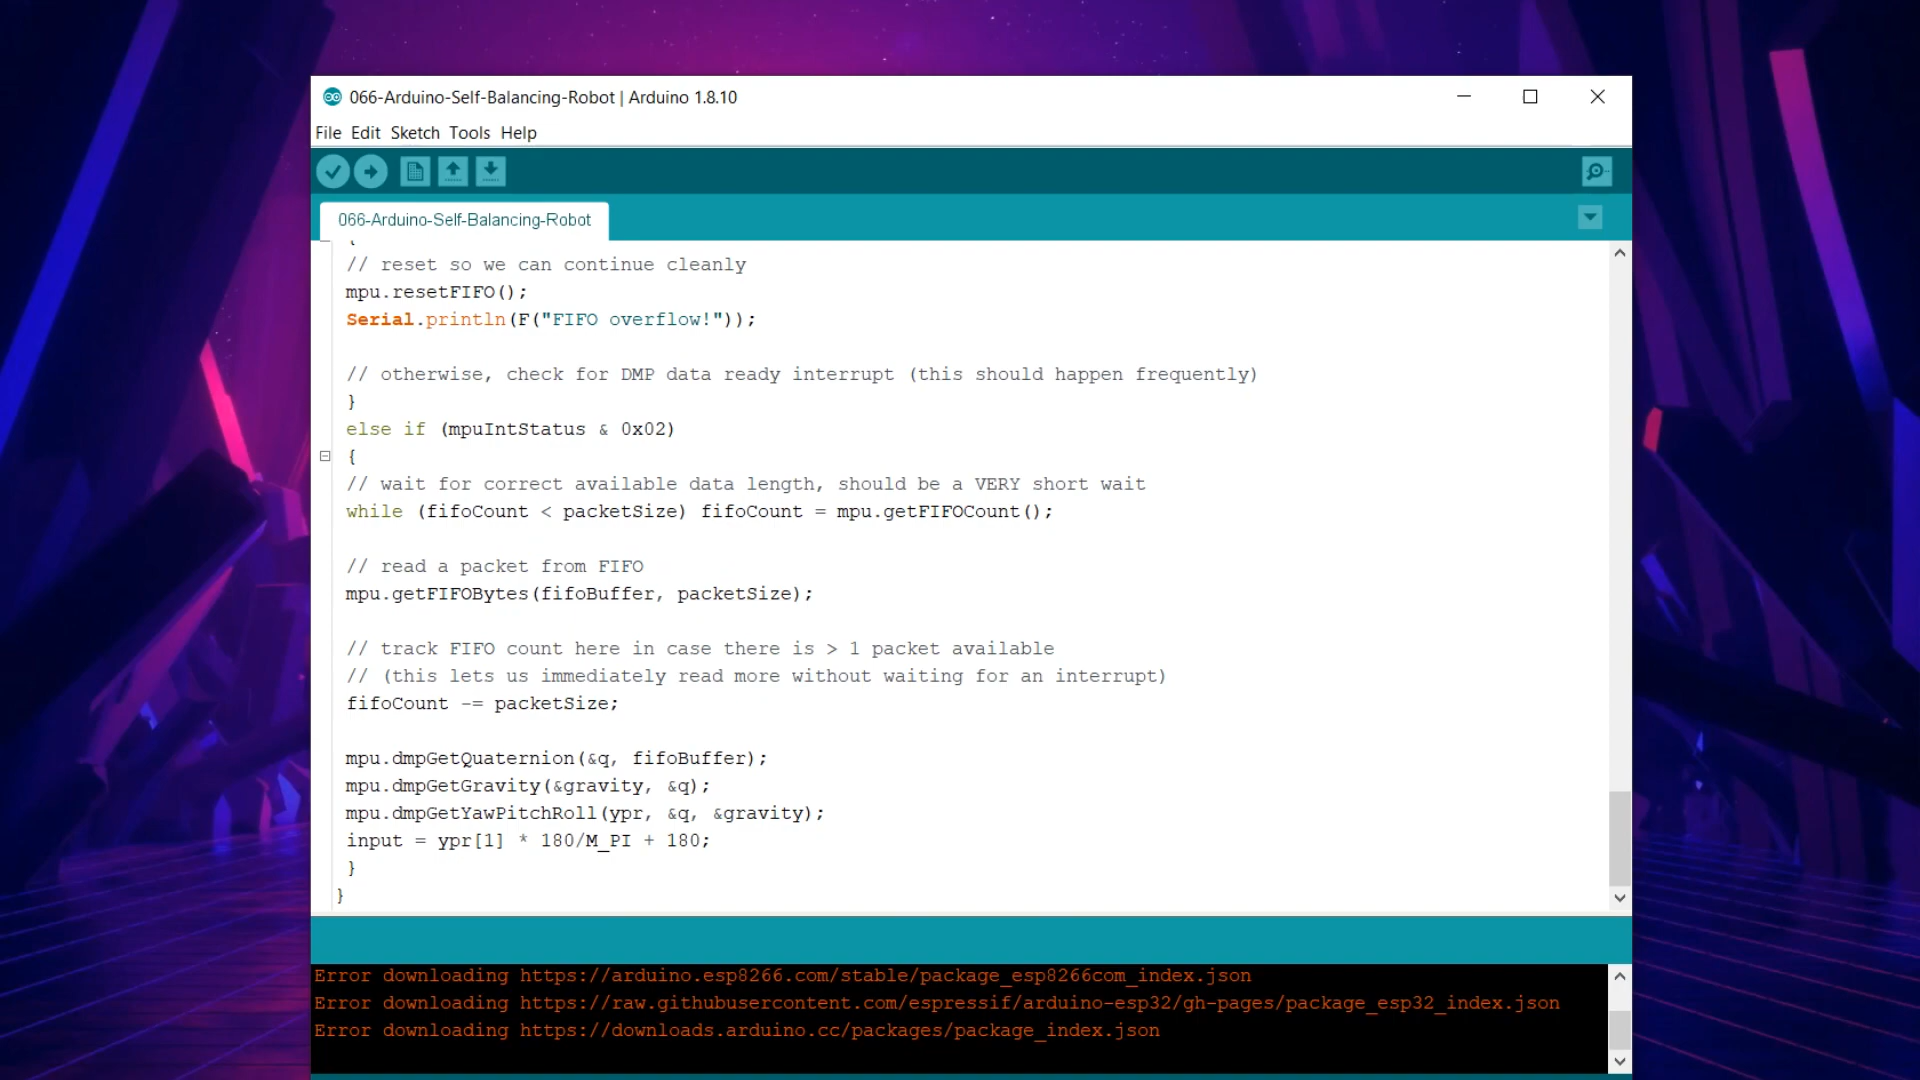 066-Arduino-Self-Balancing-Robot | Arduino 1.8.10
File Edit Sketch Tools Help
066-Arduino-Self-Balancing-Robot
// reset so we can continue cleanly
mpu.resetFIFO();
Serial.println(F("FIFO overflow!"));
// otherwise, check for DMP data ready interrupt (this should happen frequently)
}
else if (mpuIntStatus & 0x02)
{
// wait for correct available data length, should be a VERY short wait
while (fifoCount < packetSize) fifoCount = mpu.getFIFOCount();
// read a packet from FIFO
mpu.getFIFOBytes(fifoBuffer, packetSize);
// track FIFO count here in case there is > 1 packet available
// (this lets us immediately read more without waiting for an interrupt)
fifoCount -= packetSize;
mpu.dmpGetQuaternion(&q, fifoBuffer);
mpu.dmpGetGravity(&gravity, &q);
mpu.dmpGetYawPitchRoll(ypr, &q, &gravity);
input = ypr[1] * 180/M_PI + 180;
}
}
Error downloading https://arduino.esp8266.com/stable/package_esp8266com_index.json
Error downloading https://raw.githubusercontent.com/espressif/arduino-esp32/gh-pages/package_esp32_index.json
Error downloading https://downloads.arduino.cc/packages/package_index.json